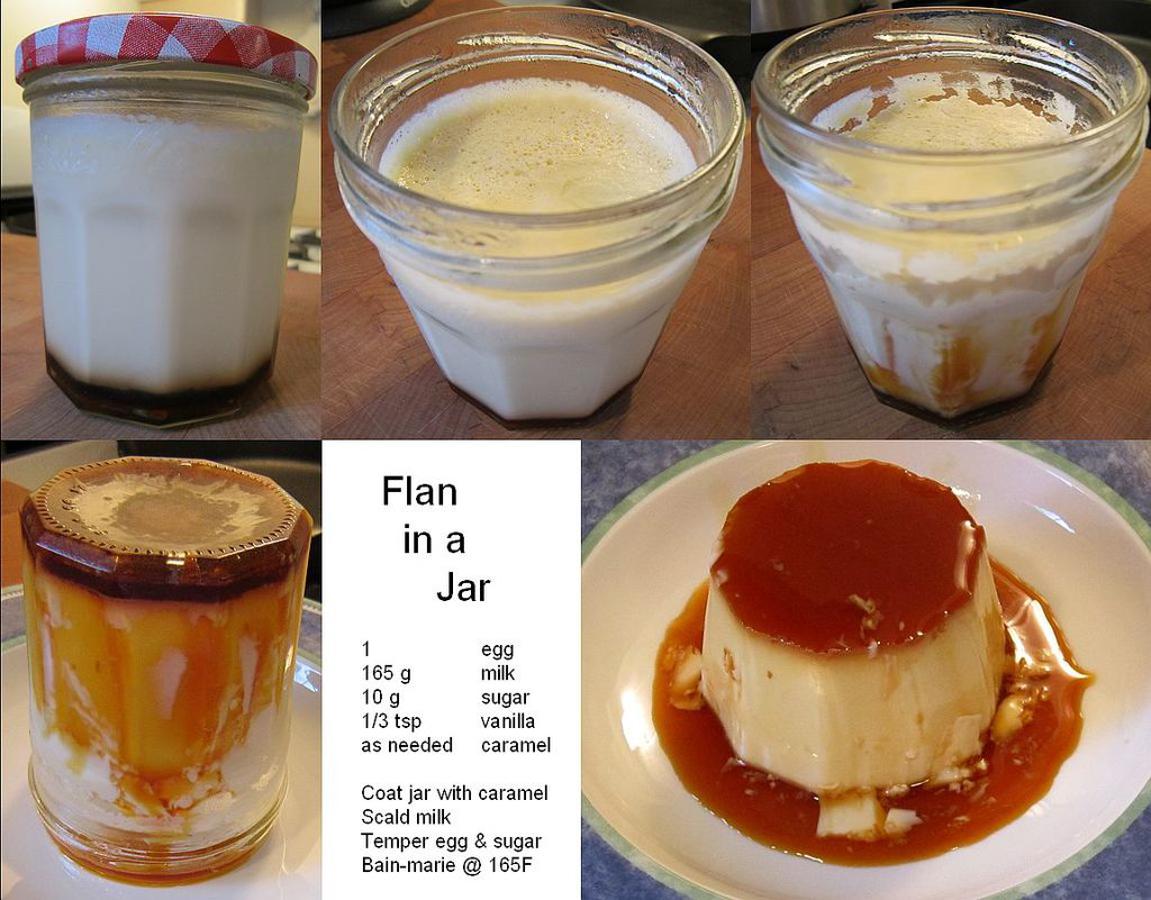 Flan
in a
Jar
1 egg
165 g milk
10 g sugar
1/3 tsp vanilla
as needed caramel
Coat jar with caramel
Scald milk
Temper egg & sugar
Bain-marie @ 165F